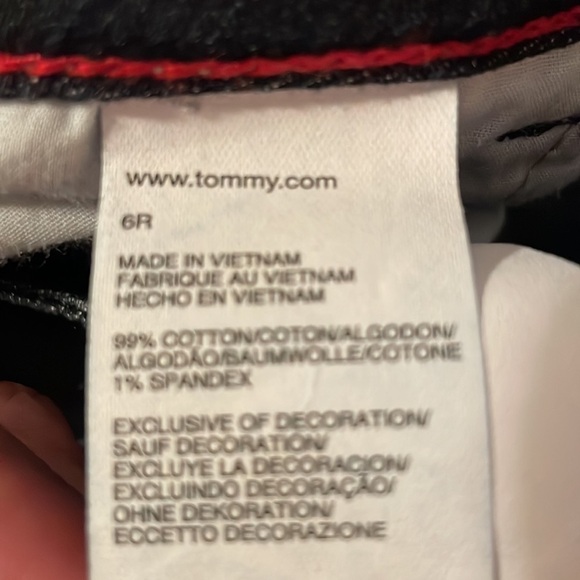 www.tommy.com
6R
MADE IN VIETNAM
FABRIQUE AU VIETNAM
HECHO EN VIETNAM
99% COTTON/COTON/ALGODON/
ALGODÃO/BAUMWOLLE/COTONE
1% SPANDEX
EXCLUSIVE OF DECORATION/
SAUF DECORATION/
EXCLUYE LA DECORACION/
EXCLUINDO DECORAÇÃO/
OHNE DEKORATION/
ECCETTO DECORAZIONE